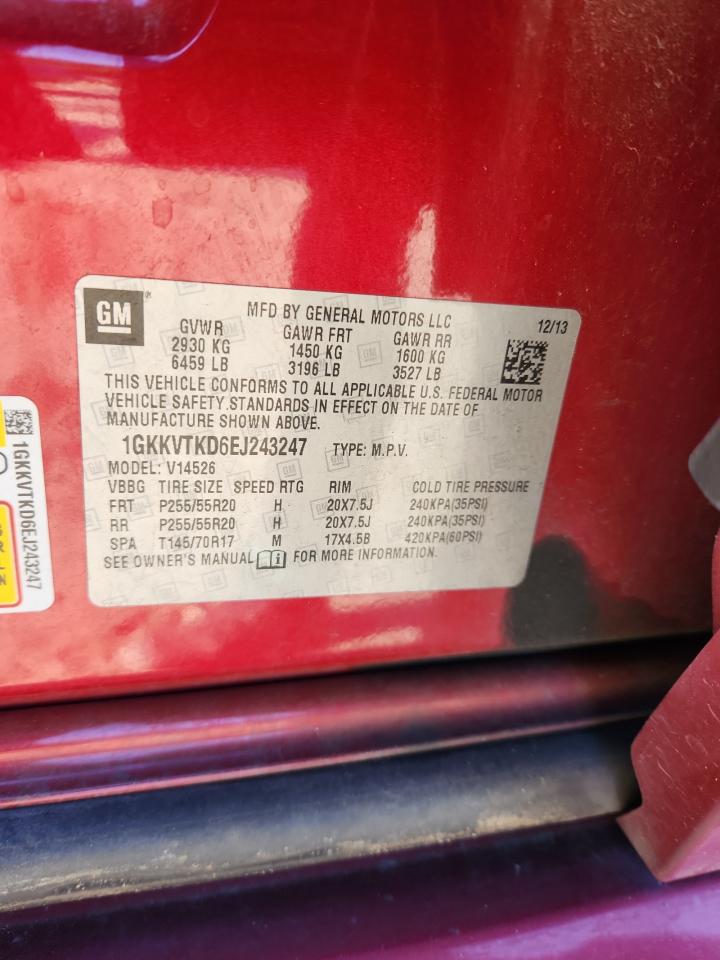 GM
MFD BY GENERAL MOTORS LLC
12/13
GVWR GAWR FRT GAWR RR
2930 KG 1450 KG 1600 KG
6459 LB 3196 LB 3527 LB
THIS VEHICLE CONFORMS TO ALL APPLICABLE U.S. FEDERAL MOTOR
VEHICLE SAFETY STANDARDS IN EFFECT ON THE DATE OF
MANUFACTURE SHOWN ABOVE.
1GKKVTKD6EJ243247 TYPE: M.P.V.
MODEL: V14526
VBBG TIRE SIZE SPEED RTG RIM COLD TIRE PRESSURE
FRT P255/55R20 H 20X7.5J 240KPA(35PSI)
RR P255/55R20 H 20X7.5J 240KPA(35PSI)
SPA T145/70R17 M 17X4.5B 420KPA(60PSI)
SEE OWNER'S MANUAL FOR MORE INFORMATION.
1GKKVTKD6EJ243247